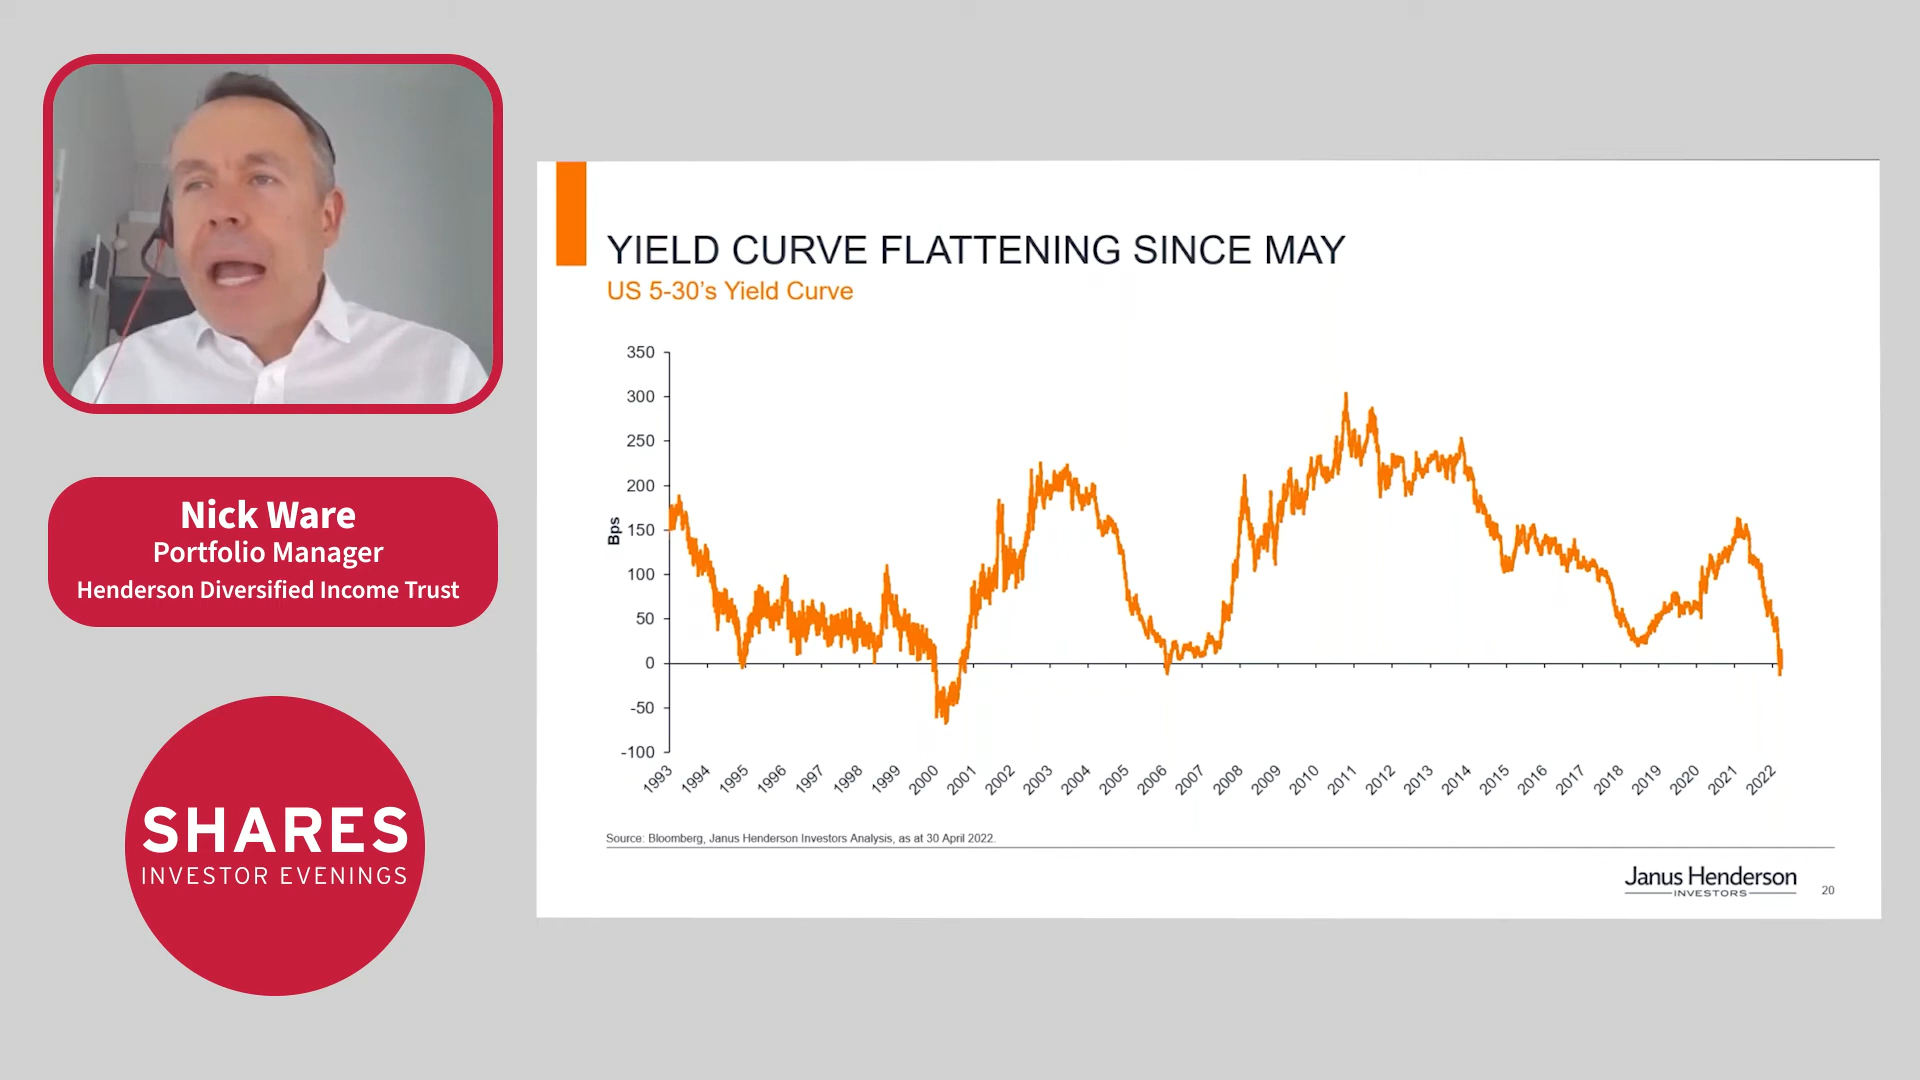 Nick Ware
Portfolio Manager
Henderson Diversified Income Trust
SHARES
INVESTOR EVENINGS
YIELD CURVE FLATTENING SINCE MAY
US 5-30’s Yield Curve
Bps
350
300
250
200
150
100
50
0
-50
-100
1993 1994 1995 1996 1997 1998 1999 2000 2001 2002 2003 2004 2005 2006 2007 2008 2009 2010 2011 2012 2013 2014 2015 2016 2017 2018 2019 2020 2021 2022
Source: Bloomberg, Janus Henderson Investors Analysis, as at 30 April 2022.
Janus Henderson
INVESTORS
20